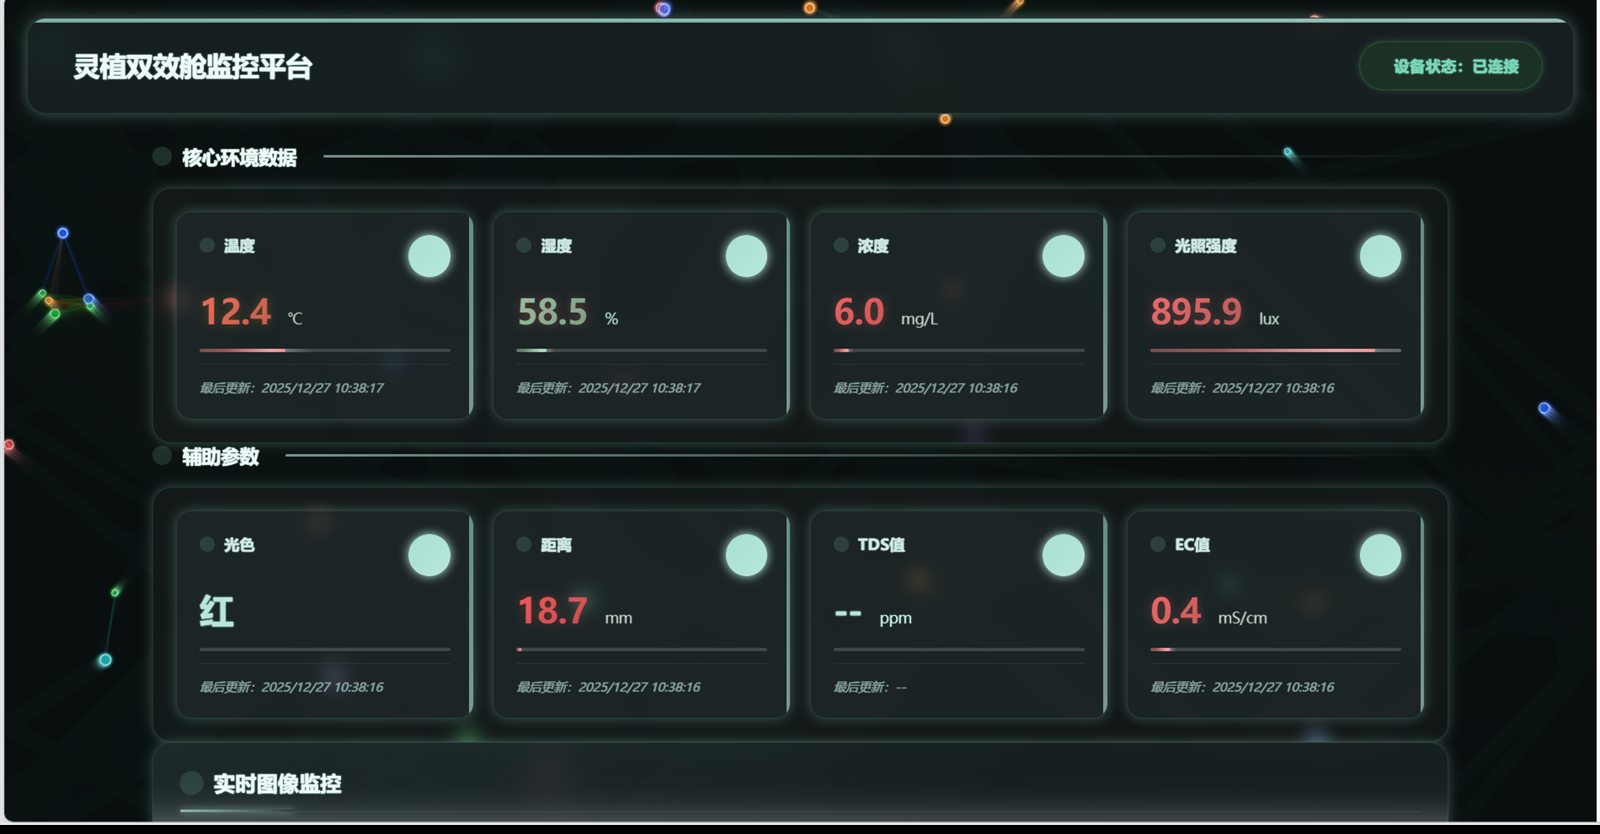 灵植双效舱监控平台
设备状态：已连接
核心环境数据
温度
12.4 ℃
最后更新：2025/12/27 10:38:17
湿度
58.5 %
最后更新：2025/12/27 10:38:17
浓度
6.0 mg/L
最后更新：2025/12/27 10:38:16
光照强度
895.9 lux
最后更新：2025/12/27 10:38:16
辅助参数
光色
红
最后更新：2025/12/27 10:38:16
距离
18.7 mm
最后更新：2025/12/27 10:38:16
TDS值
-- ppm
最后更新：--
EC值
0.4 mS/cm
最后更新：2025/12/27 10:38:16
实时图像监控